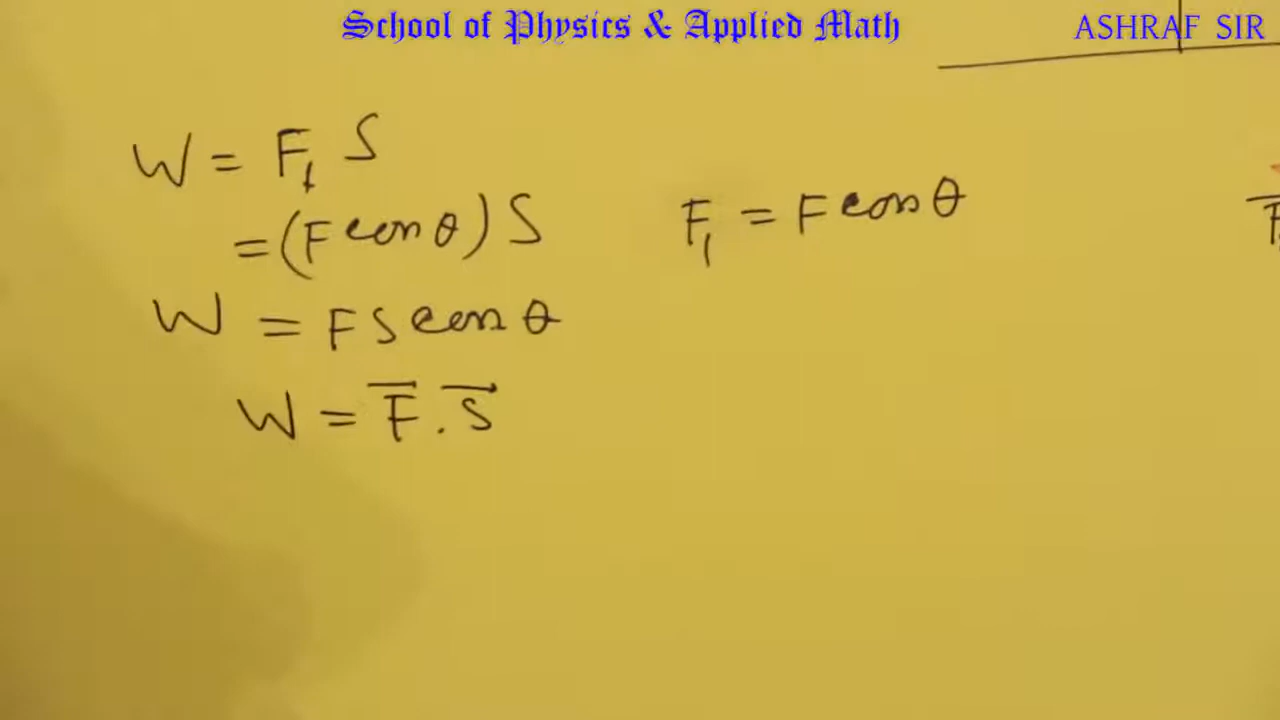 School of Physics & Applied Math
ASHRAF SIR
W = F₁ S
= (F cos θ) S
F₁ = F cos θ
W = F S cos θ
W = F⃗ . S⃗